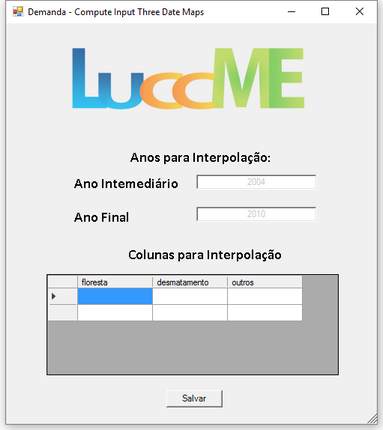 Demanda - Compute Input Three Date Maps
LuccME
Anos para Interpolação:
Ano Intemediário 2004
Ano Final 2010
Colunas para Interpolação
floresta desmatamento outros
Salvar